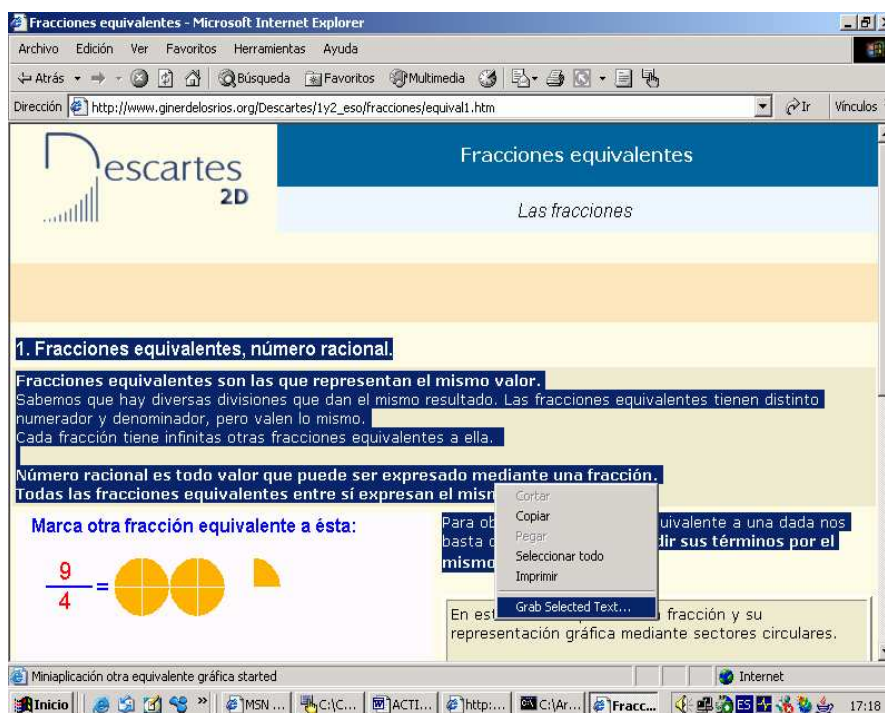 Fracciones equivalentes - Microsoft Internet Explorer
Archivo Edición Ver Favoritos Herramientas Ayuda
Atrás Búsqueda Favoritos Multimedia
Dirección http://www.ginerdelosrios.org/Descartes/1y2_eso/fracciones/equival1.htm Ir Vínculos
Descartes
2D
Fracciones equivalentes
Las fracciones
1. Fracciones equivalentes, número racional.
Fracciones equivalentes son las que representan el mismo valor.
Sabemos que hay diversas divisiones que dan el mismo resultado. Las fracciones equivalentes tienen distinto
numerador y denominador, pero valen lo mismo.
Cada fracción tiene infinitas otras fracciones equivalentes a ella.
Número racional es todo valor que puede ser expresado mediante una fracción.
Todas las fracciones equivalentes entre sí expresan el
Marca otra fracción equivalente a ésta:
9
4
=
Para
a una dada nos
basta
sus términos por el
mismo
Cortar
Copiar
Pegar
Seleccionar todo
Imprimir
Grab Selected Text...
En
fracción y su
representación gráfica mediante sectores circulares.
Miniaplicación otra equivalente gráfica started
Internet
Inicio » MSN ... C:\C... ACTI... http:... C:\Ar... Fracc... ES 17:18